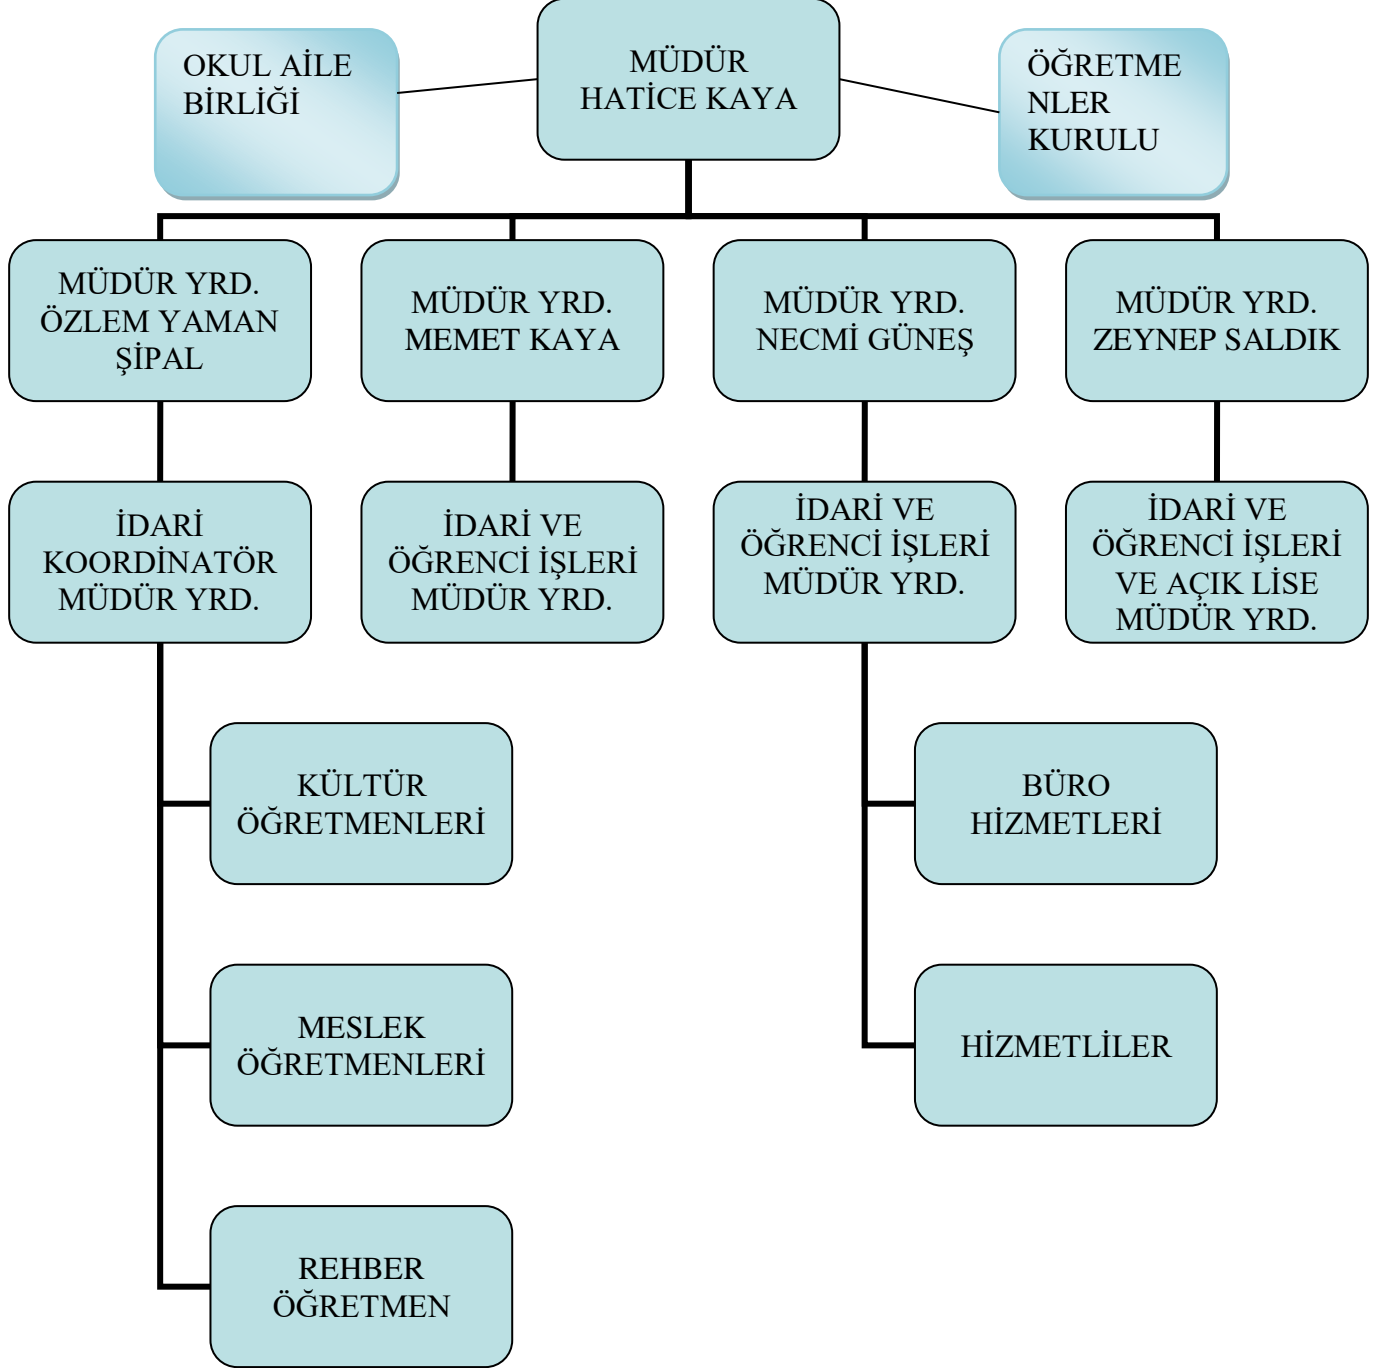 OKUL AİLE
BİRLİĞİ
MÜDÜR
HATİCE KAYA
ÖĞRETME
NLER
KURULU
MÜDÜR YRD.
ÖZLEM YAMAN
ŞİPAL
MÜDÜR YRD.
MEMET KAYA
MÜDÜR YRD.
NECMİ GÜNEŞ
MÜDÜR YRD.
ZEYNEP SALDIK
İDARİ
KOORDİNATÖR
MÜDÜR YRD.
İDARİ VE
ÖĞRENCİ İŞLERİ
MÜDÜR YRD.
İDARİ VE
ÖĞRENCİ İŞLERİ
MÜDÜR YRD.
İDARİ VE
ÖĞRENCİ İŞLERİ
VE AÇIK LİSE
MÜDÜR YRD.
KÜLTÜR
ÖĞRETMENLERİ
BÜRO
HİZMETLERİ
MESLEK
ÖĞRETMENLERİ
HİZMETLİLER
REHBER
ÖĞRETMEN